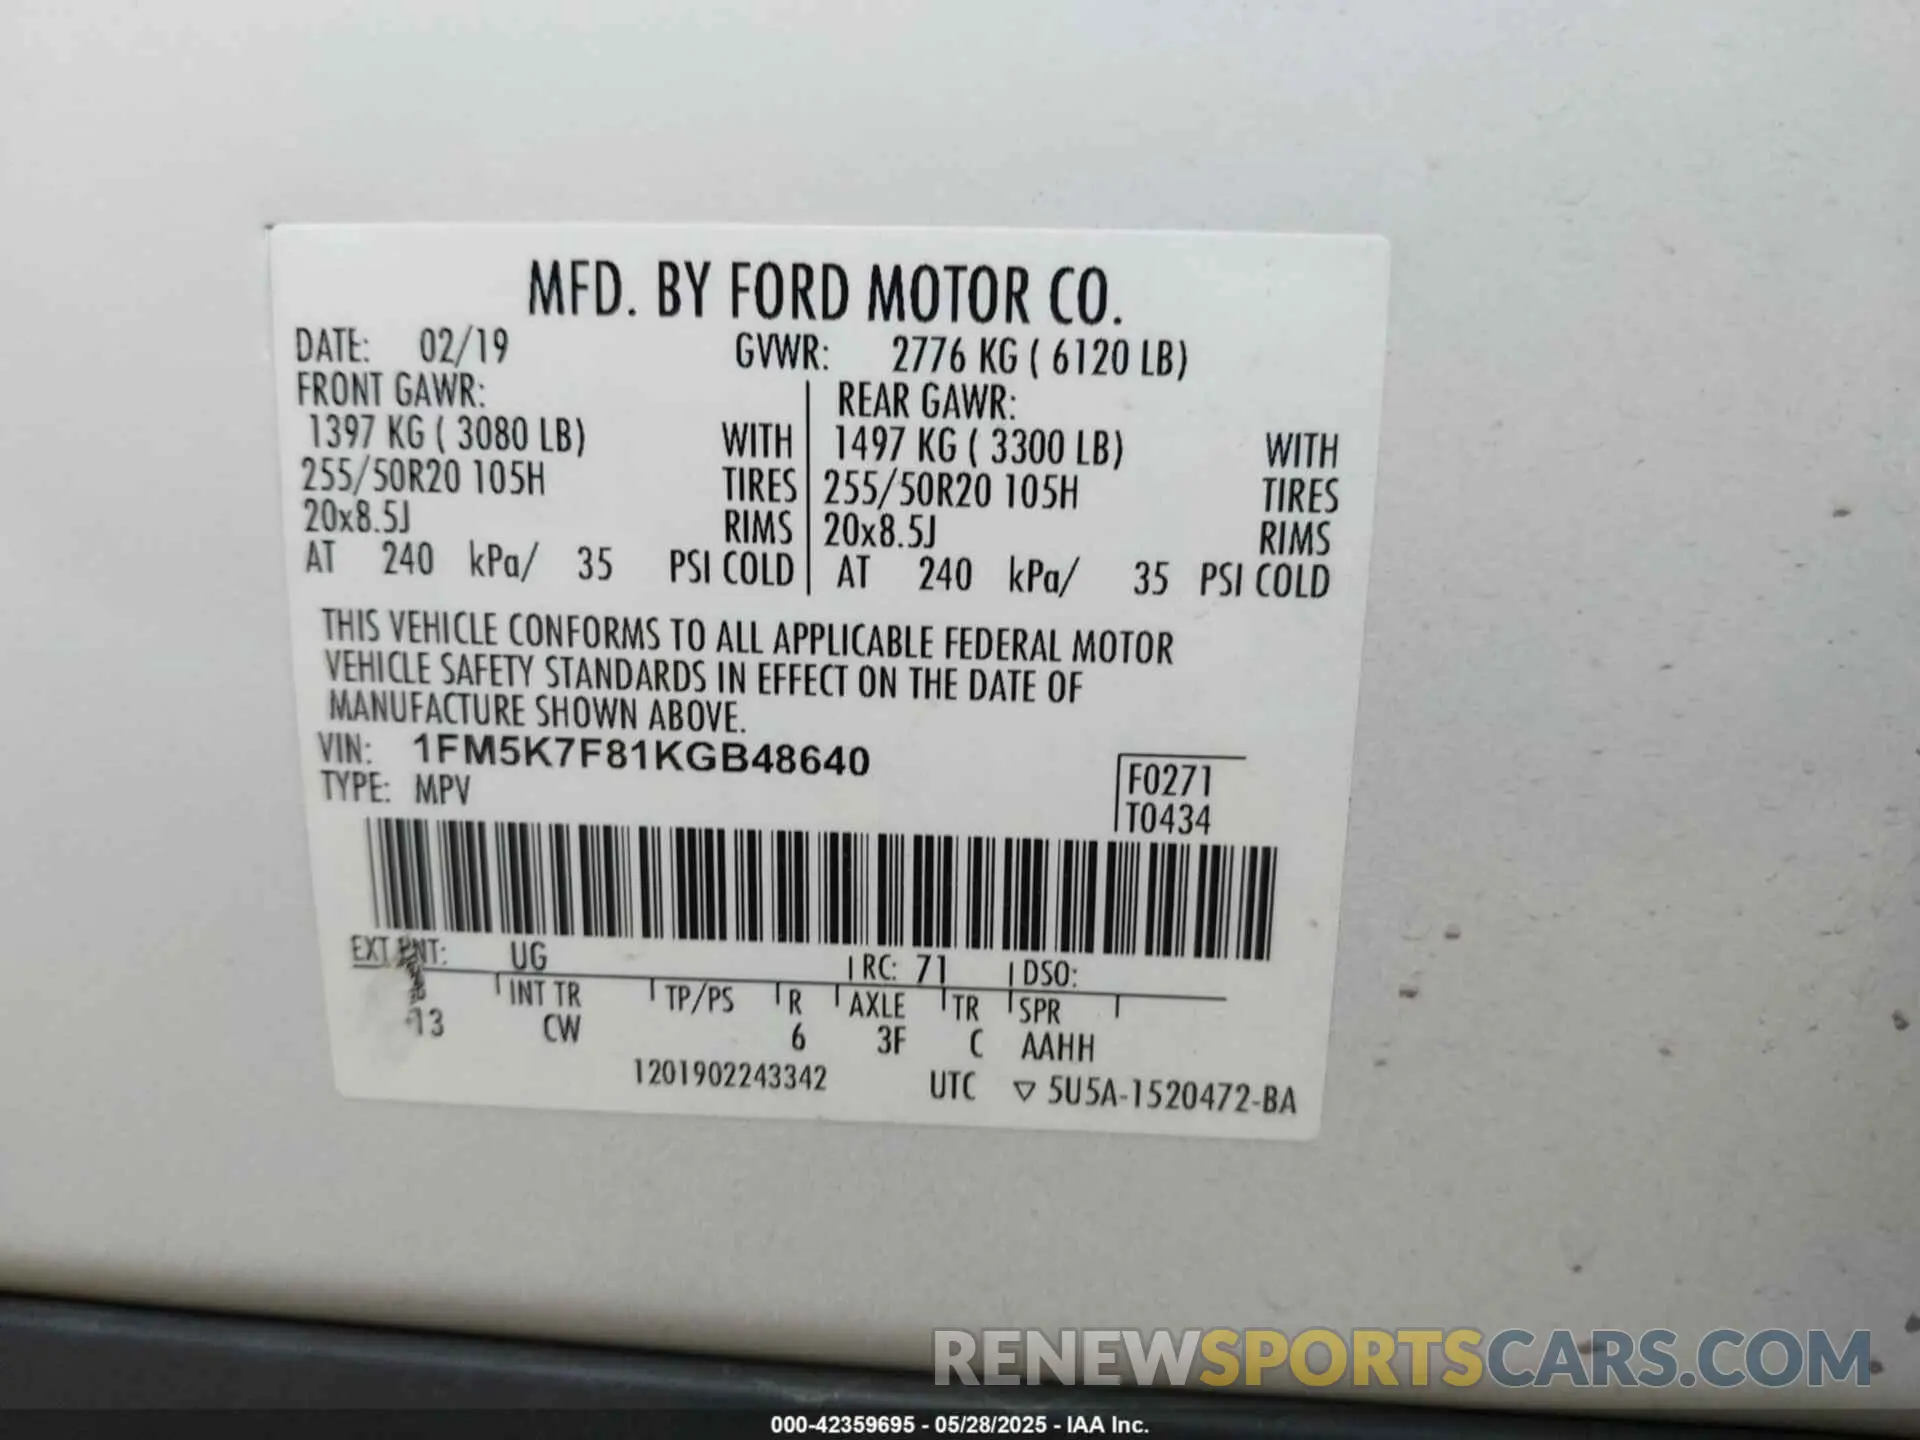 MFD. BY FORD MOTOR CO.
DATE: 02/19 GVWR: 2776 KG ( 6120 LB)
FRONT GAWR: REAR GAWR:
1397 KG ( 3080 LB) WITH 1497 KG ( 3300 LB) WITH
255/50R20 105H TIRES 255/50R20 105H TIRES
20x8.5J RIMS 20x8.5J RIMS
AT 240 kPa/ 35 PSI COLD AT 240 kPa/ 35 PSI COLD
THIS VEHICLE CONFORMS TO ALL APPLICABLE FEDERAL MOTOR
VEHICLE SAFETY STANDARDS IN EFFECT ON THE DATE OF
MANUFACTURE SHOWN ABOVE.
VIN: 1FM5K7F81KGB48640
TYPE: MPV
F0271
T0434
EXT PNT: UG RC: 71 DSO:
INT TR TP/PS R AXLE TR SPR
13 CW 6 3F C AAHH
1201902243342 UTC ▽ 5U5A-1520472-BA
RENEWSPORTSCARS.COM
000-42359695 - 05/28/2025 - IAA Inc.